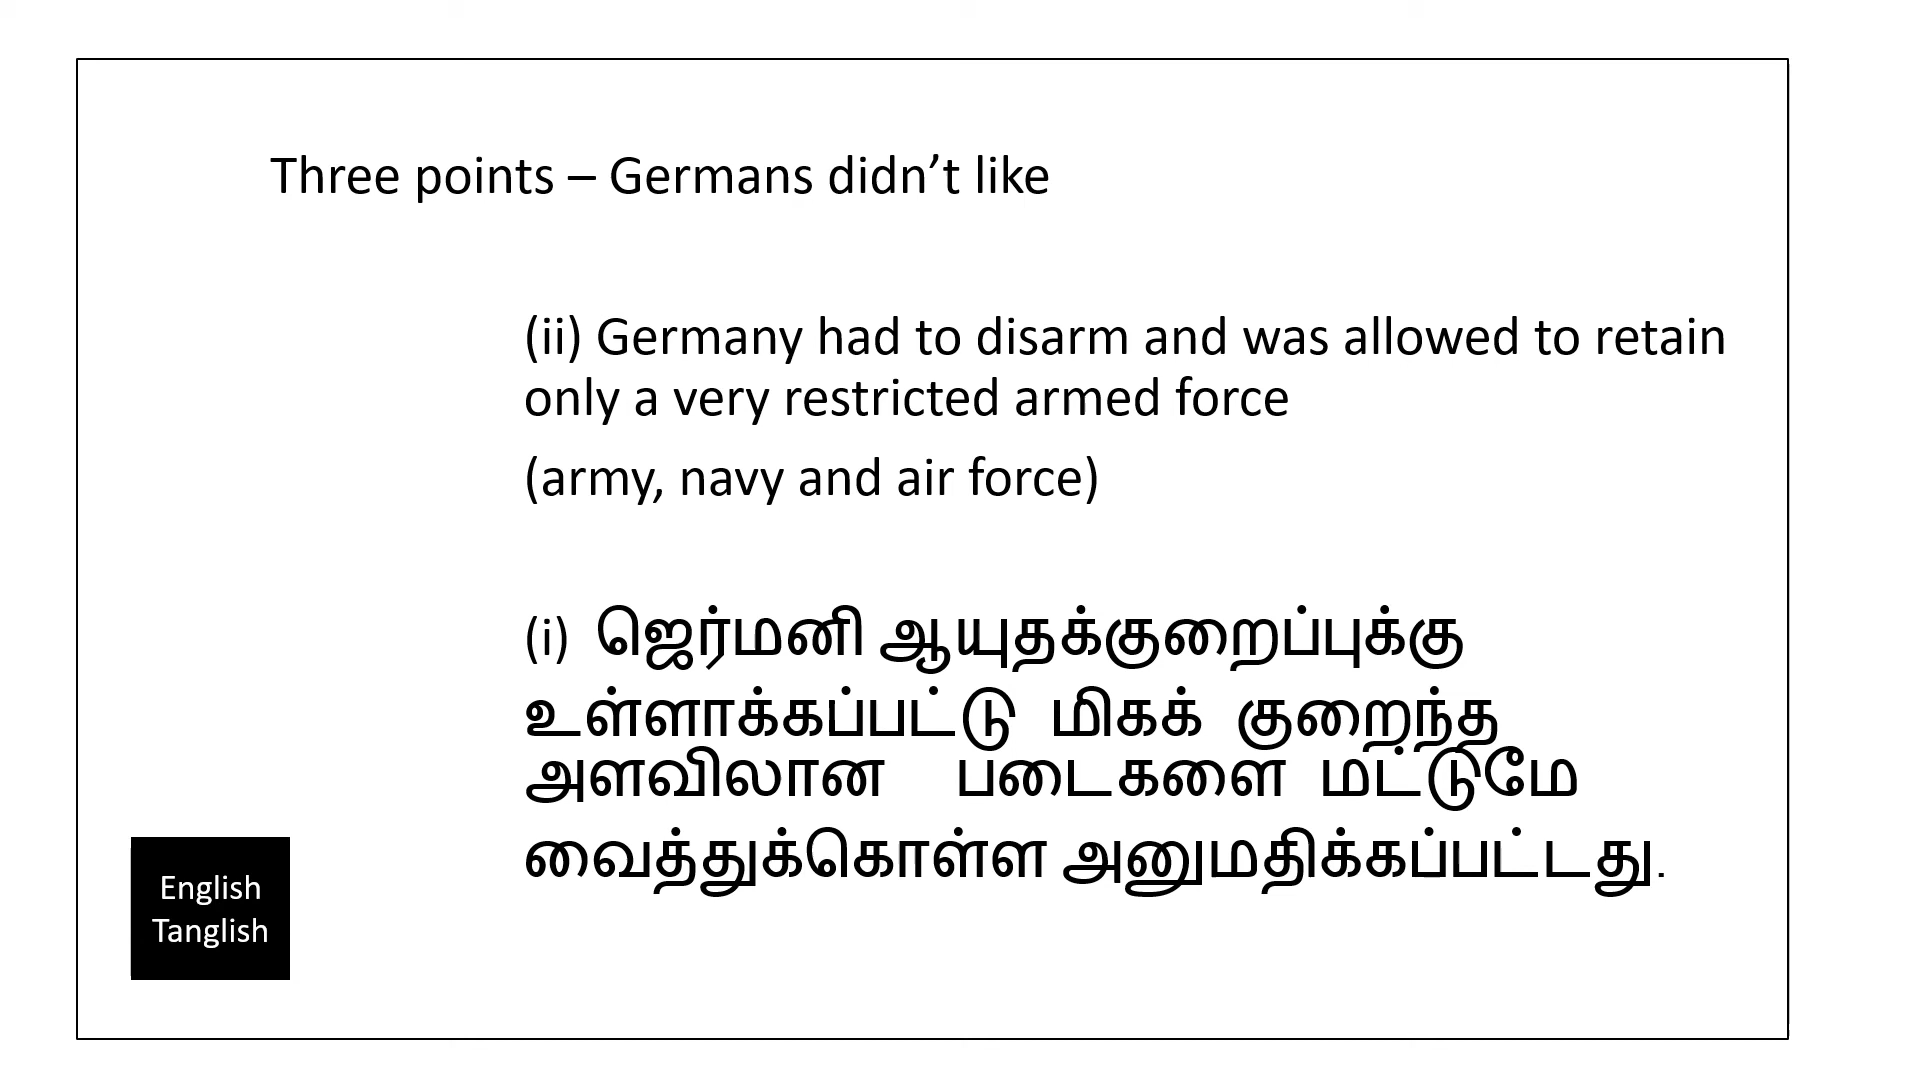 Three points – Germans didn’t like
(ii) Germany had to disarm and was allowed to retain
only a very restricted armed force
(army, navy and air force)
(i) ஜெர்மனி ஆயுதக்குறைப்புக்கு
உள்ளாக்கப்பட்டு மிகக் குறைந்த
அளவிலான படைகளை மட்டுமே
வைத்துக்கொள்ள அனுமதிக்கப்பட்டது.
English
Tanglish